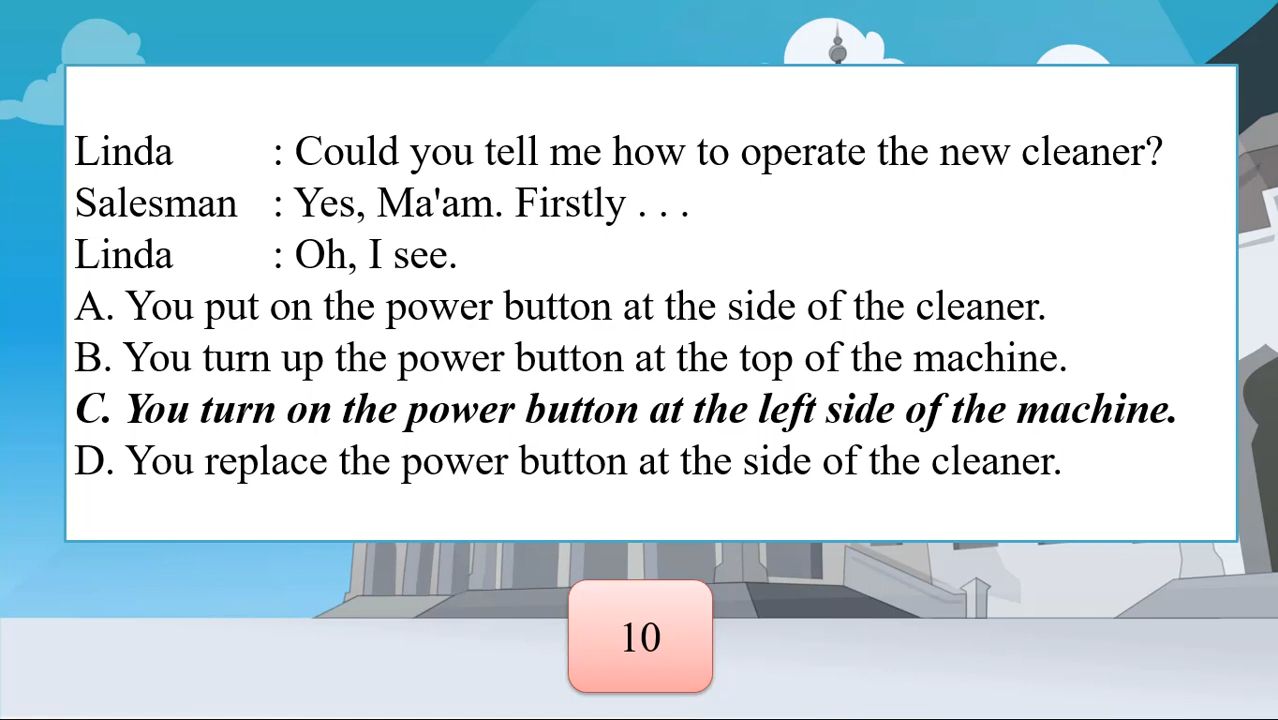 Linda : Could you tell me how to operate the new cleaner?
Salesman : Yes, Ma'am. Firstly . . .
Linda : Oh, I see.
A. You put on the power button at the side of the cleaner.
B. You turn up the power button at the top of the machine.
C. You turn on the power button at the left side of the machine.
D. You replace the power button at the side of the cleaner.
10